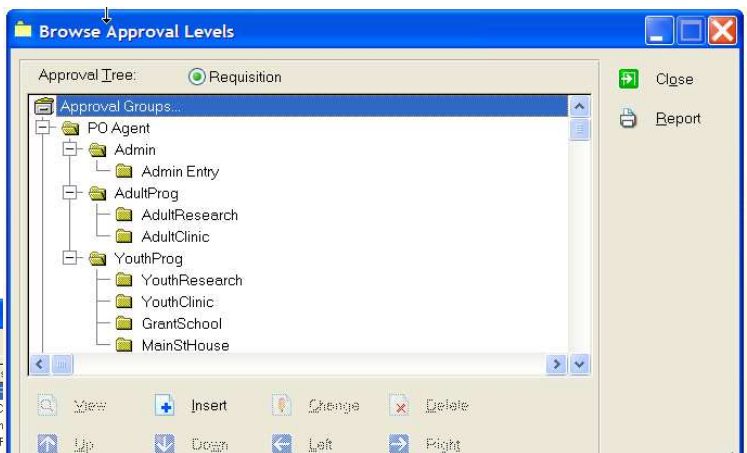 Browse Approval Levels
Approval Tree: Requisition
Close
Report
Approval Groups...
PO Agent
Admin
Admin Entry
AdultProg
AdultResearch
AdultClinic
YouthProg
YouthResearch
YouthClinic
GrantSchool
MainStHouse
View Insert Change Delete
Up Down Left Right